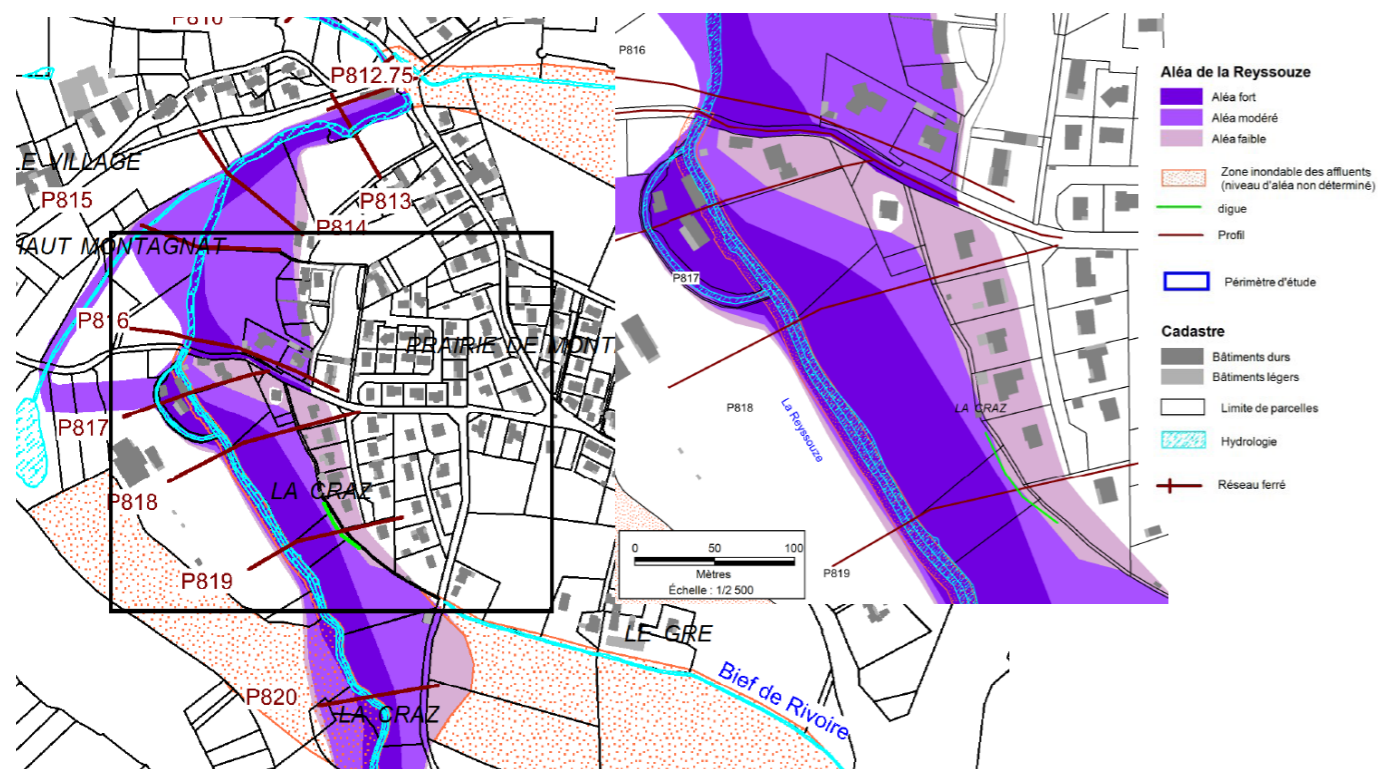 P816
P812.75
LE VILLAGE
P815
P813
P814
HAUT MONTAGNAT
P816
PRAIRIE DE MONT
P817
LA CRAZ
P818
P819
LE GRE
Bief de Rivoire
P820
LA CRAZ
P816
P817
P818
La Reyssouze
LA CRAZ
P819
0 50 100
Mètres
Échelle : 1/2 500
Aléa de la Reyssouze
Aléa fort
Aléa modéré
Aléa faible
Zone inondable des affluents
(niveau d'aléa non déterminé)
digue
Profil
Périmètre d'étude
Cadastre
Bâtiments durs
Bâtiments légers
Limite de parcelles
Hydrologie
Réseau ferré